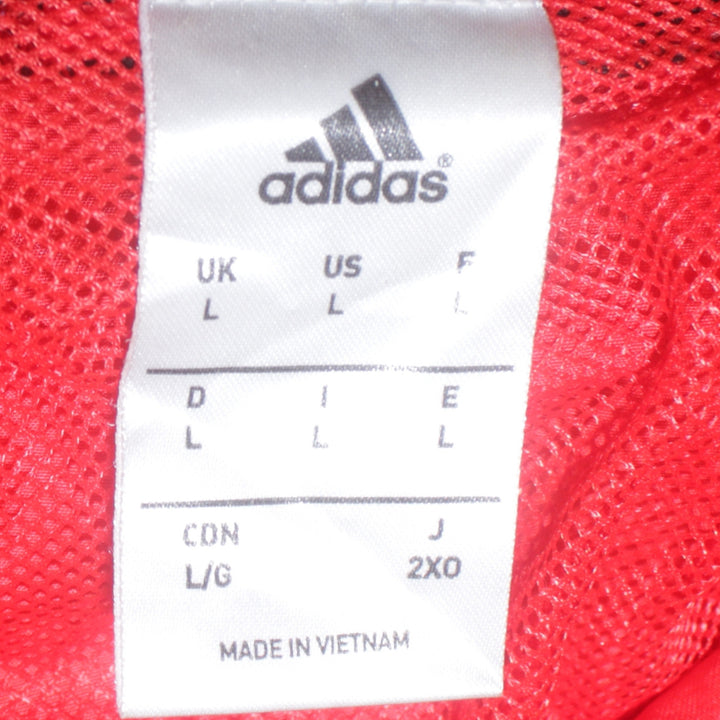 adidas®
UK US F
L L L
D I E
L L L
CDN J
L/G 2XO
MADE IN VIETNAM